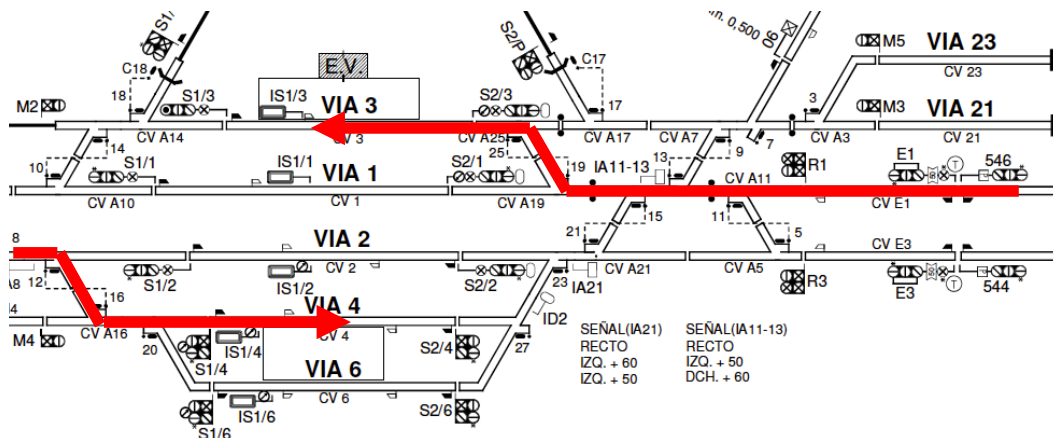 S1/
E.V.
S2/P
m. 0,500
90
M5
VIA 23
C18
C17
CV 23
M2
18
S1/3
IS1/3
VIA 3
S2/3
17
3
M3
VIA 21
14
CV A14
CV 3
CV A25
CV A17
CV A7
9
7
CV A3
CV 21
10
S1/1
IS1/1
25
S2/1
19
IA11-13
13
R1
E1
T
546
VIA 1
CV A11
50
CV A10
CV 1
CV A19
15
11
CV E1
8
VIA 2
21
5
CV E3
A8
12
S1/2
CV 2
IS1/2
S2/2
23
CV A21
IA21
CV A5
R3
E3
50
T
544
16
VIA 4
ID2
4
M4
CV A16
20
S1/4
IS1/4
CV 4
S2/4
27
SEÑAL(IA21)
RECTO
IZQ. + 60
IZQ. + 50
SEÑAL(IA11-13)
RECTO
IZQ. + 50
DCH. + 60
VIA 6
S1/6
IS1/6
CV 6
S2/6